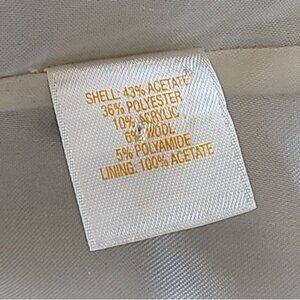 SHELL: 43% ACETATE
36% POLYESTER
10% ACRYLIC
6% WOOL
5% POLYAMIDE
LINING: 100% ACETATE